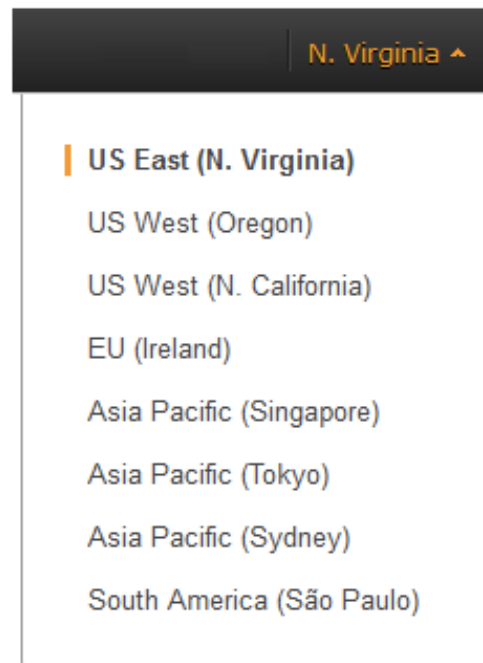 N. Virginia
US East (N. Virginia)
US West (Oregon)
US West (N. California)
EU (Ireland)
Asia Pacific (Singapore)
Asia Pacific (Tokyo)
Asia Pacific (Sydney)
South America (São Paulo)